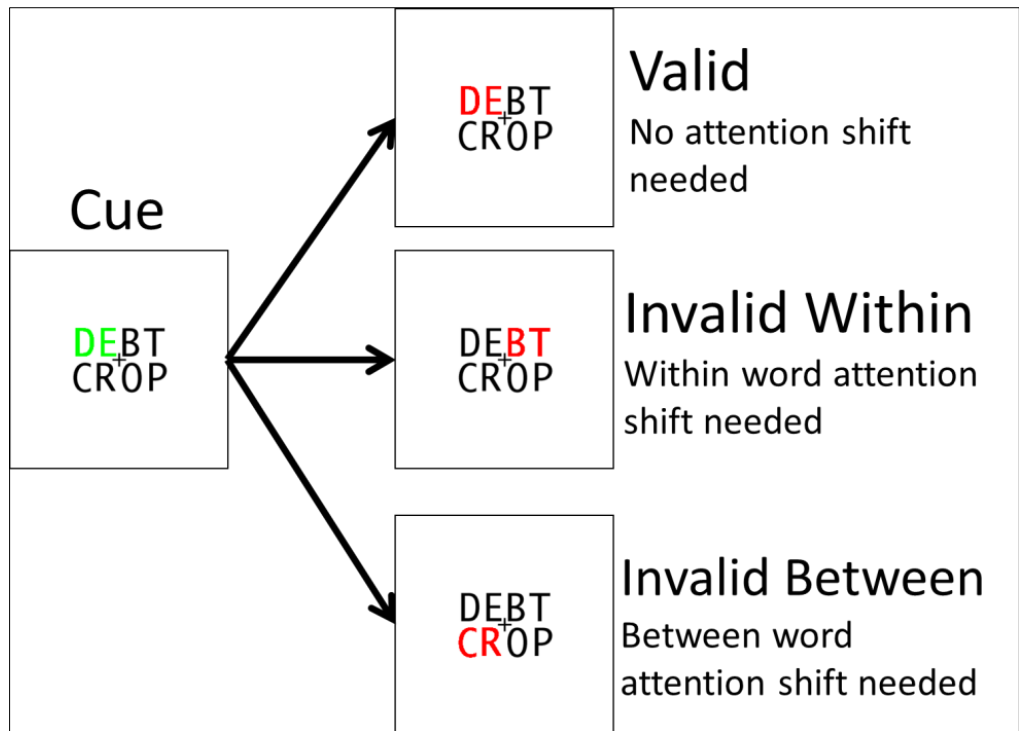 Cue
DEBT
+
CROP
DEBT
+
CROP
Valid
No attention shift
needed
DEBT
+
CROP
Invalid Within
Within word attention
shift needed
DEBT
+
CROP
Invalid Between
Between word
attention shift needed